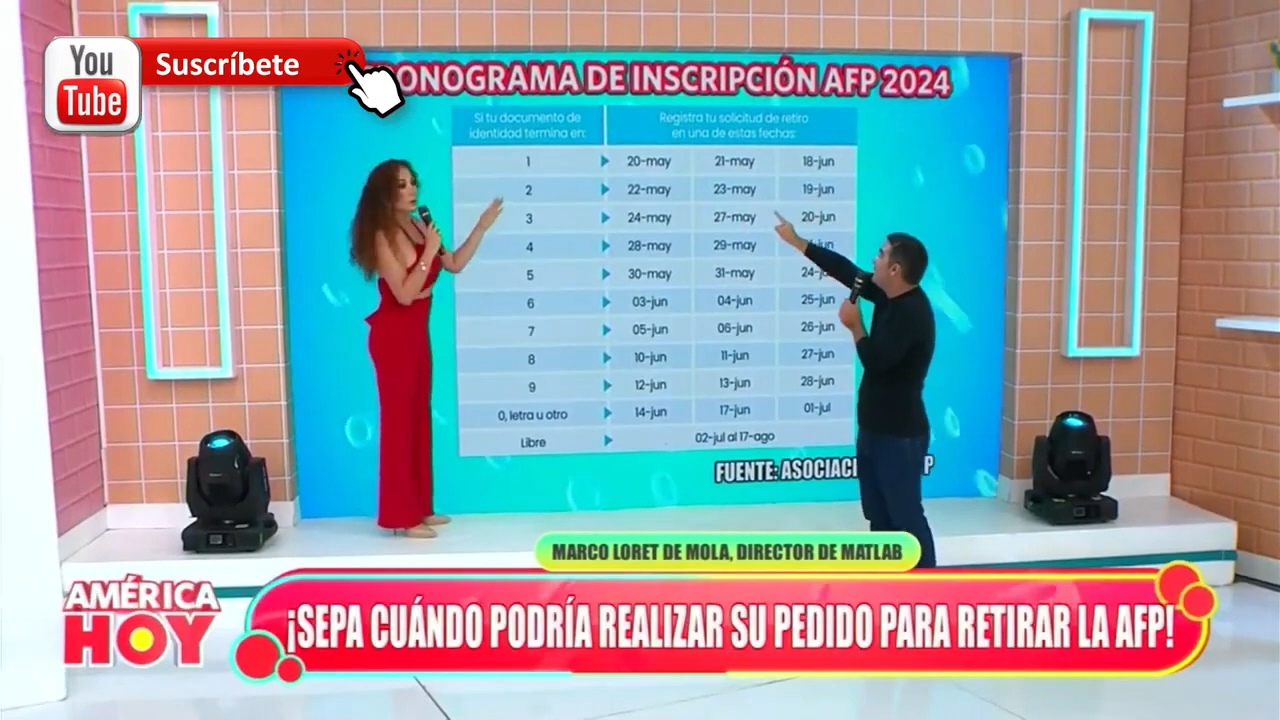 You
Tube
Suscríbete
ONOGRAMA DE INSCRIPCIÓN AFP 2024
Si tu documento de
identidad termina en:
Registra tu solicitud de retiro
en una de estas fechas:
1 20-may 21-may 18-jun
2 22-may 23-may 19-jun
3 24-may 27-may 20-jun
4 28-may 29-may
5 30-may 31-may
6 03-jun 04-jun 25-jun
7 05-jun 06-jun 26-jun
8 10-jun 11-jun 27-jun
9 12-jun 13-jun 28-jun
0, letra u otro 14-jun 17-jun 01-jul
Libre 02-jul al 17-ago
FUENTE:
MARCO LORET DE MOLA, DIRECTOR DE MATLAB
AMÉRICA
HOY
¡SEPA CUÁNDO PODRÍA REALIZAR SU PEDIDO PARA RETIRAR LA AFP!